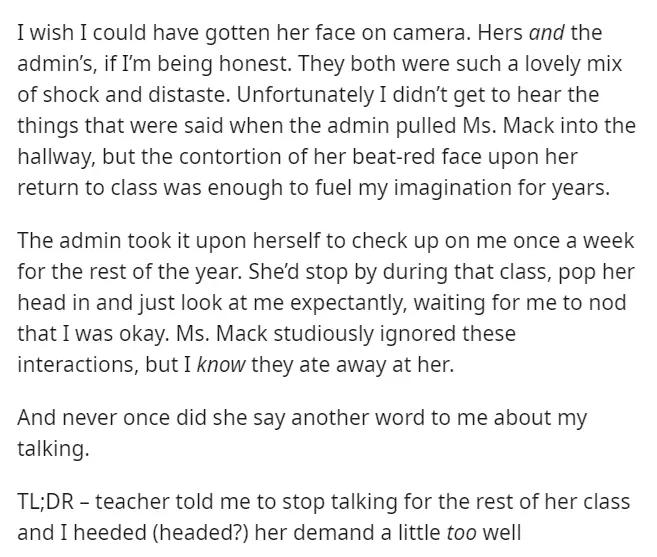 I wish I could have gotten her face on camera. Hers and the
admin’s, if I’m being honest. They both were such a lovely mix
of shock and distaste. Unfortunately I didn’t get to hear the
things that were said when the admin pulled Ms. Mack into the
hallway, but the contortion of her beat-red face upon her
return to class was enough to fuel my imagination for years.
The admin took it upon herself to check up on me once a week
for the rest of the year. She’d stop by during that class, pop her
head in and just look at me expectantly, waiting for me to nod
that I was okay. Ms. Mack studiously ignored these
interactions, but I know they ate away at her.
And never once did she say another word to me about my
talking.
TL;DR – teacher told me to stop talking for the rest of her class
and I heeded (headed?) her demand a little too well